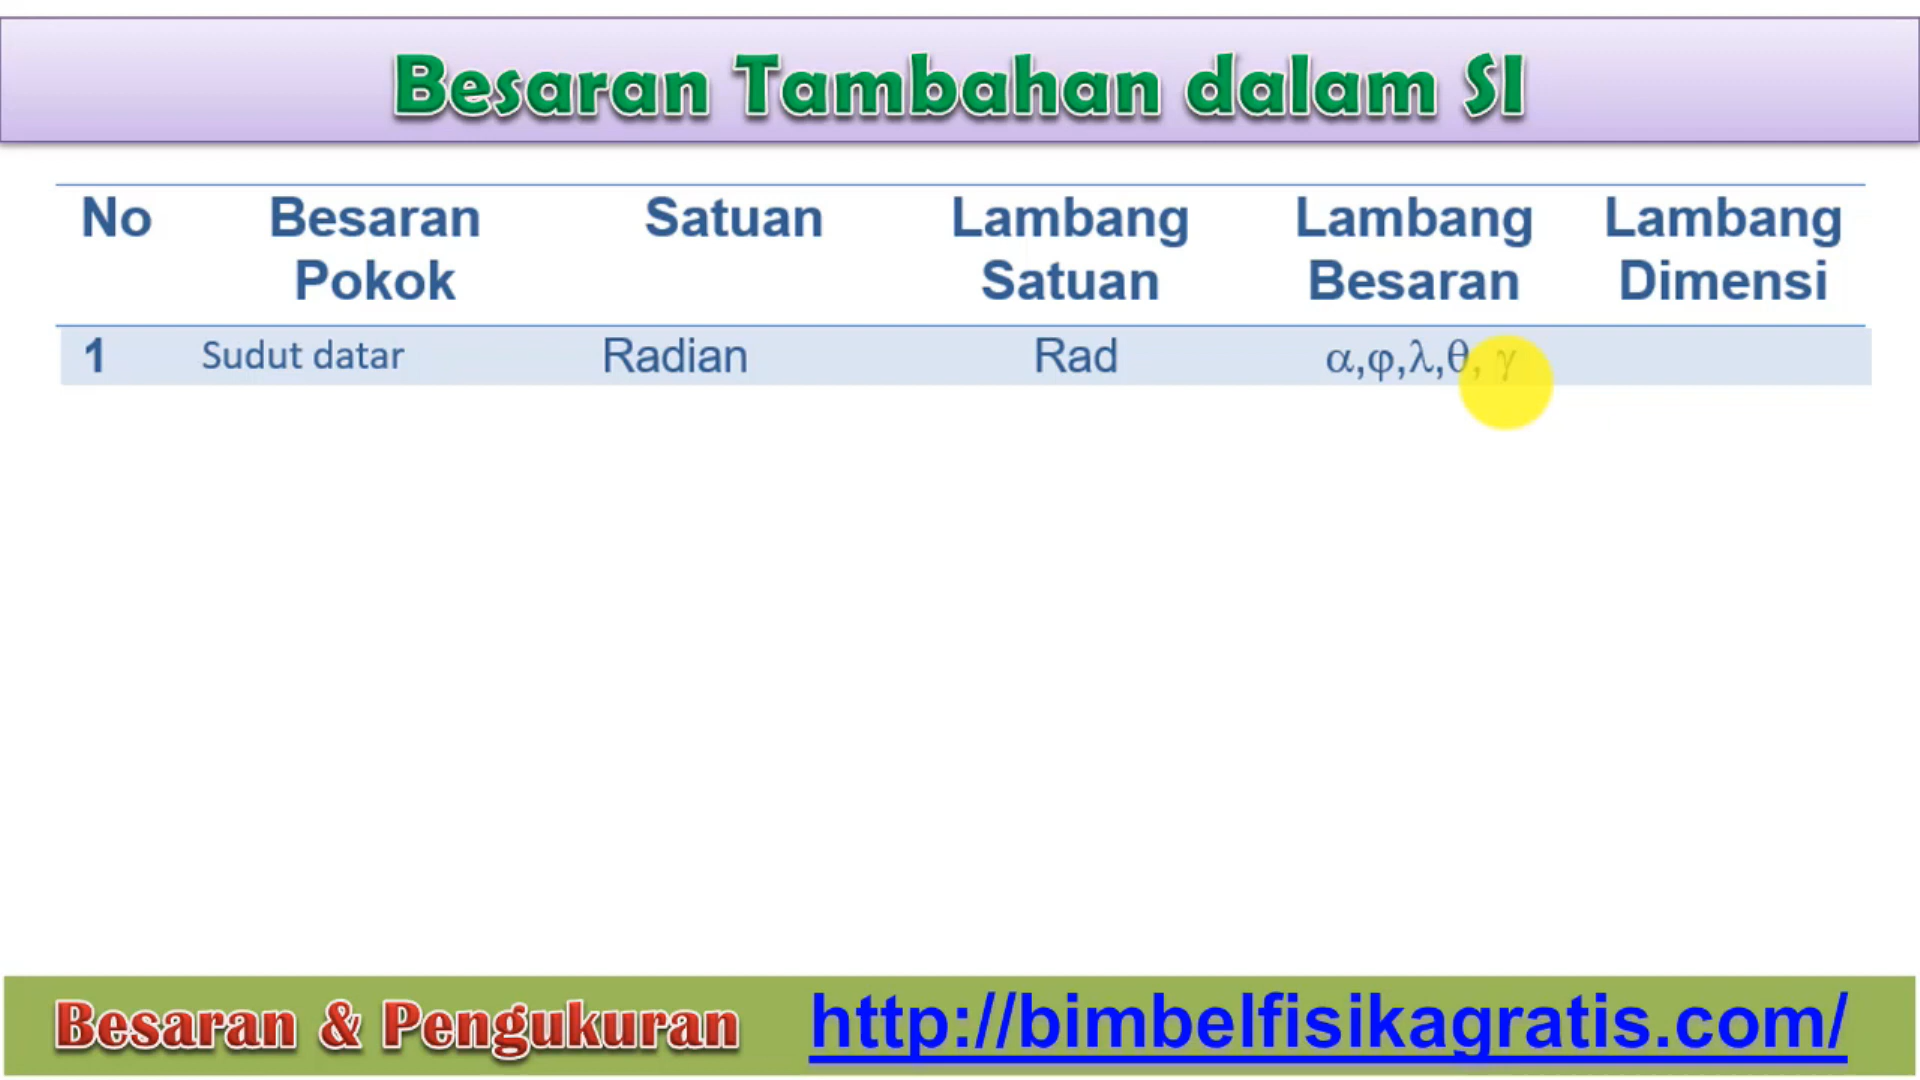 Besaran Tambahan dalam SI
No Besaran Pokok Satuan Lambang Satuan Lambang Besaran Lambang Dimensi
1 Sudut datar Radian Rad α,φ,λ,θ, γ
Besaran & Pengukuran http://bimbelfisikagratis.com/